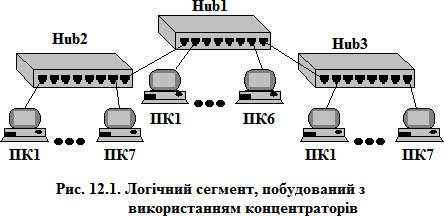 Hub1
Hub2
Hub3
ПК1
ПК6
ПК1
ПК7
ПК1
ПК7
Рис. 12.1. Логічний сегмент, побудований з
використанням концентраторів